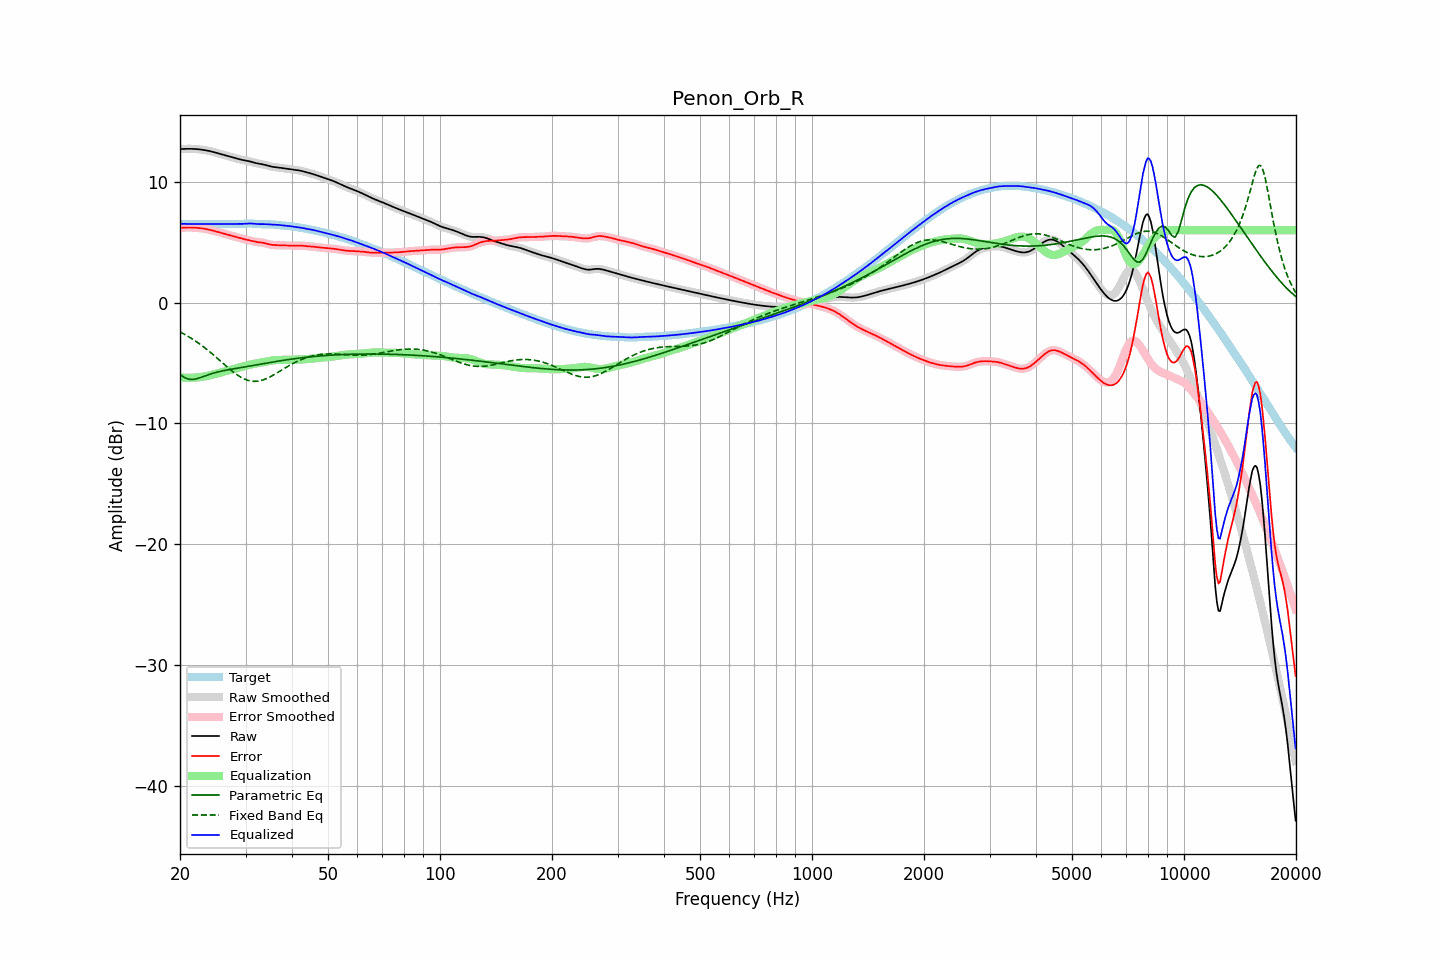 Penon_Orb_R
Amplitude (dBr)
10
0
−10
−20
−30
−40
Target
Raw Smoothed
Error Smoothed
Raw
Error
Equalization
Parametric Eq
Fixed Band Eq
Equalized
20 50 100 200 500 1000 2000 5000 10000 20000
Frequency (Hz)